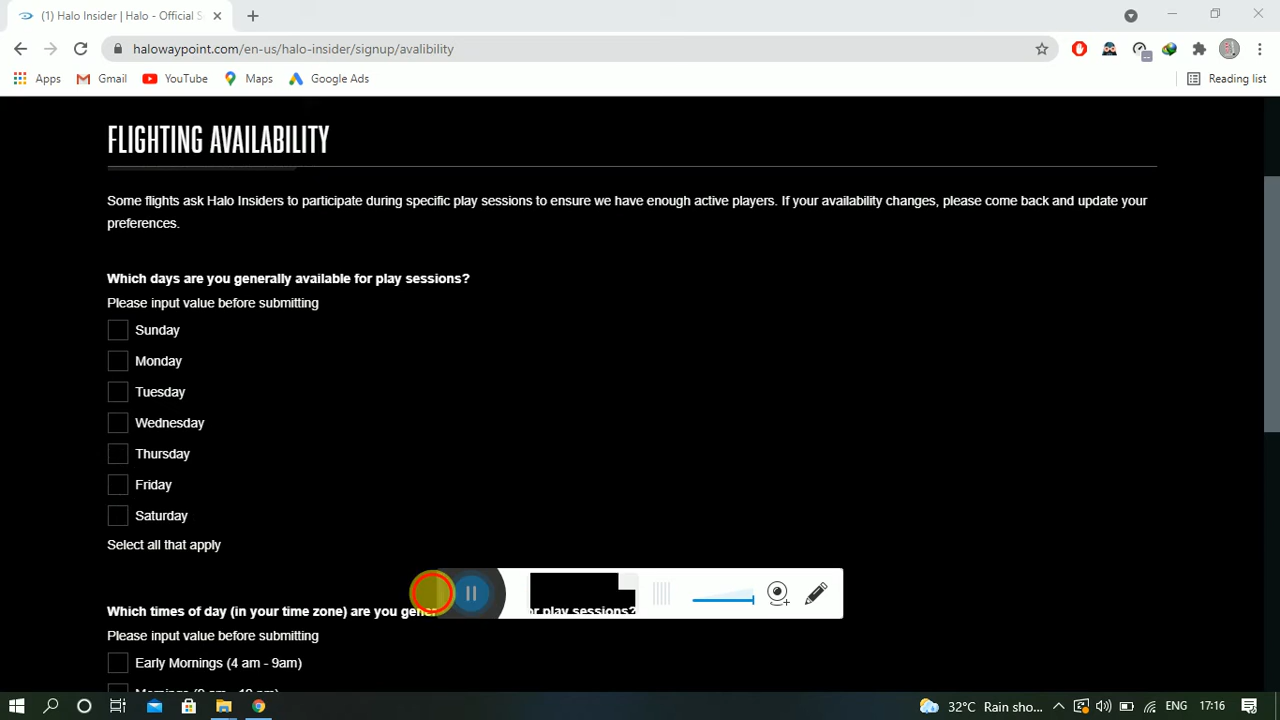 (1) Halo Insider | Halo - Official S
halowaypoint.com/en-us/halo-insider/signup/avalibility
Apps Gmail YouTube Maps Google Ads Reading list
FLIGHTING AVAILABILITY
Some flights ask Halo Insiders to participate during specific play sessions to ensure we have enough active players. If your availability changes, please come back and update your
preferences.
Which days are you generally available for play sessions?
Please input value before submitting
Sunday
Monday
Tuesday
Wednesday
Thursday
Friday
Saturday
Select all that apply
Which times of day (in your time zone) are you gener or play sessions?
Please input value before submitting
Early Mornings (4 am - 9am)
32°C Rain sho... ENG 17:16